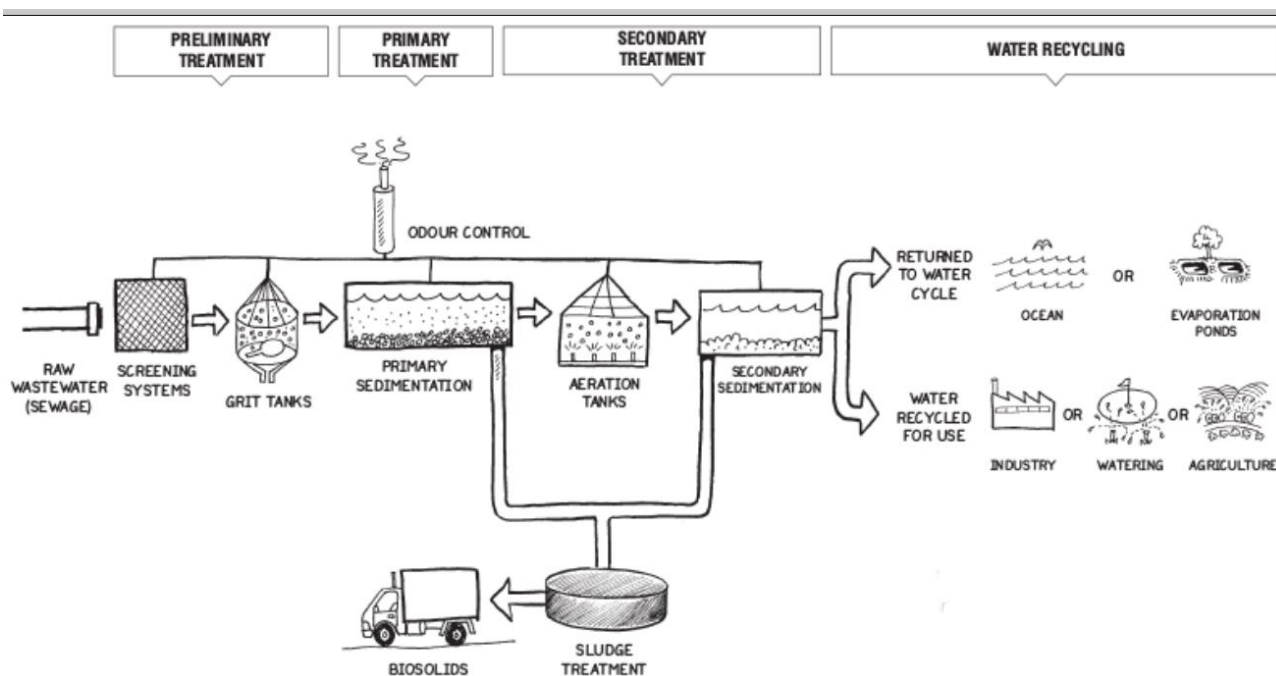 PRELIMINARY
TREATMENT
PRIMARY
TREATMENT
SECONDARY
TREATMENT
WATER RECYCLING
ODOUR CONTROL
RAW
WASTEWATER
(SEWAGE)
SCREENING
SYSTEMS
GRIT TANKS
PRIMARY
SEDIMENTATION
AERATION
TANKS
SECONDARY
SEDIMENTATION
RETURNED
TO WATER
CYCLE
OCEAN
OR
EVAPORATION
PONDS
WATER
RECYCLED
FOR USE
INDUSTRY
OR
WATERING
OR
AGRICULTURE
SLUDGE
TREATMENT
BIOSOLIDS